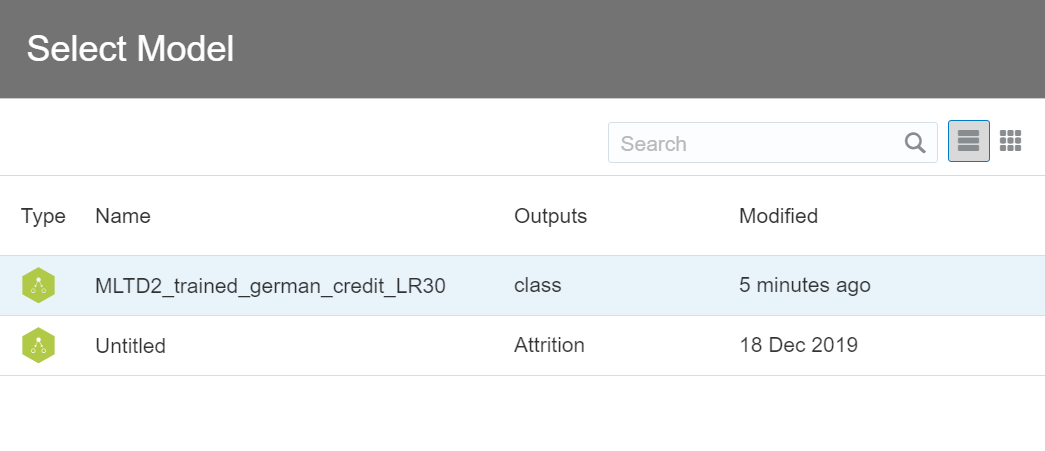 Select Model
Search
Type Name Outputs Modified
MLTD2_trained_german_credit_LR30 class 5 minutes ago
Untitled Attrition 18 Dec 2019